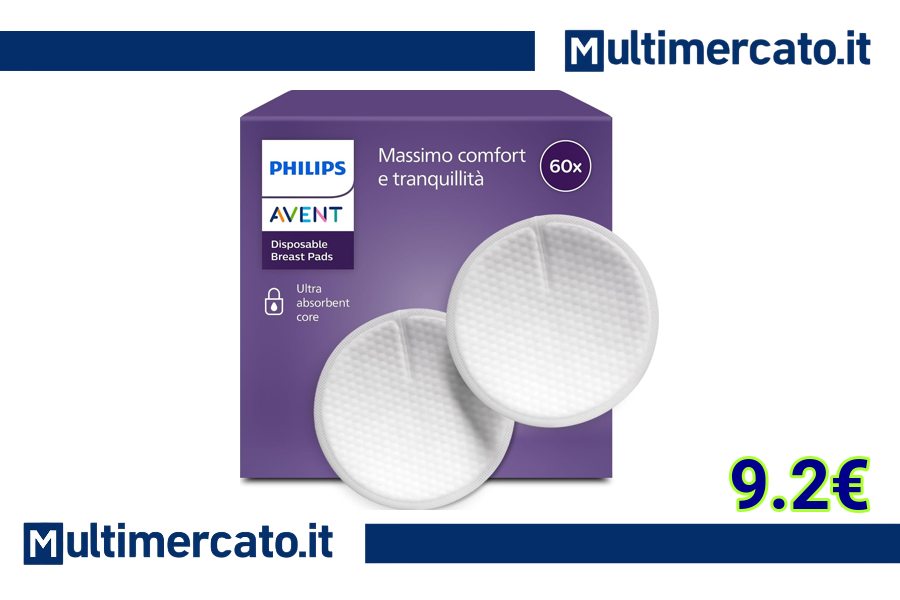 Multimercato.it
PHILIPS
AVENT
Disposable
Breast Pads
Massimo comfort
e tranquillità
60x
Ultra
absorbent
core
9.2€
Multimercato.it